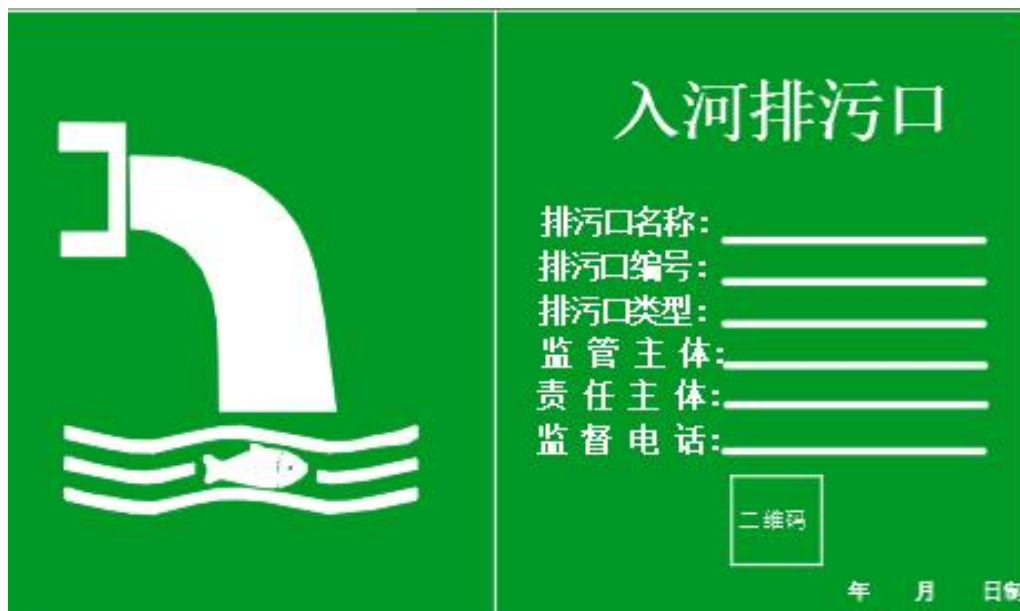 入河排污口
排污口名称:
排污口编号:
排污口类型:
监管主体:
责任主体:
监督电话:
二维码
年 月 日制